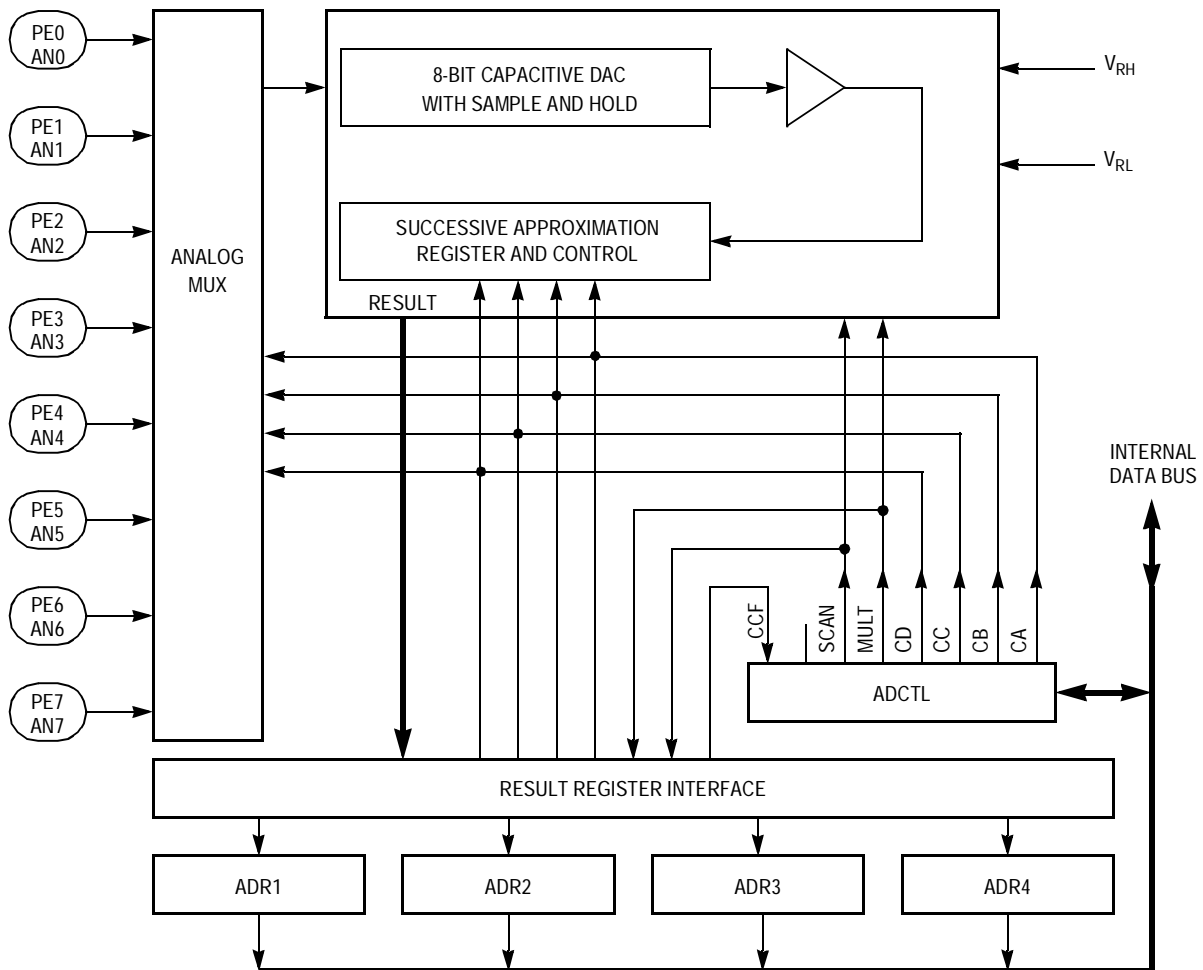 PE0
AN0
PE1
AN1
PE2
AN2
PE3
AN3
PE4
AN4
PE5
AN5
PE6
AN6
PE7
AN7
ANALOG
MUX
8-BIT CAPACITIVE DAC
WITH SAMPLE AND HOLD
SUCCESSIVE APPROXIMATION
REGISTER AND CONTROL
RESULT
VRH
VRL
INTERNAL
DATA BUS
CCF
SCAN
MULT
CD
CC
CB
CA
ADCTL
RESULT REGISTER INTERFACE
ADR1
ADR2
ADR3
ADR4